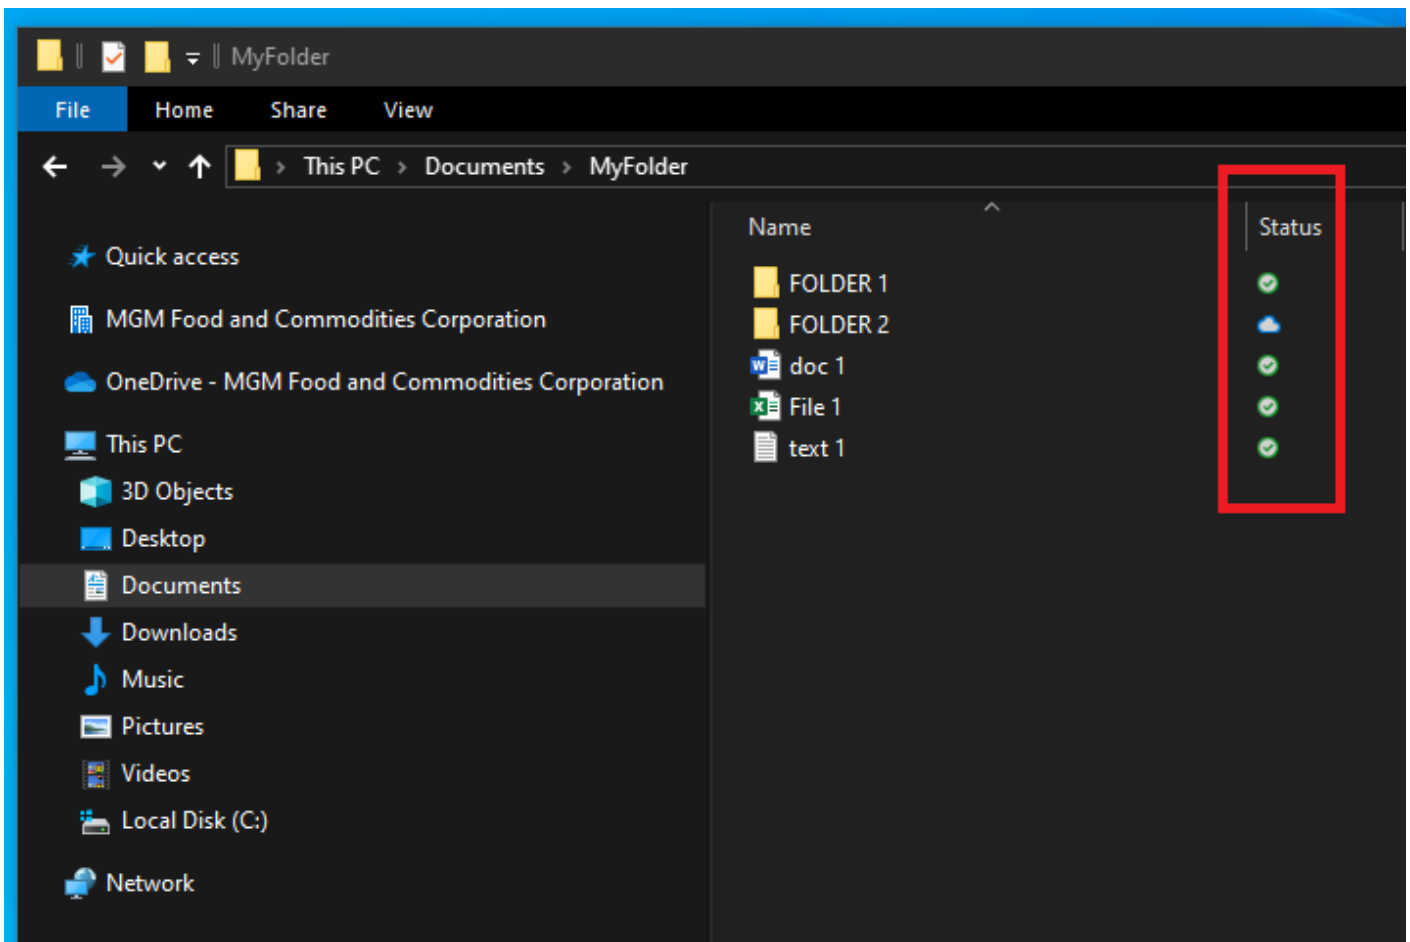 MyFolder
File Home Share View
This PC > Documents > MyFolder
Name Status
Quick access
MGM Food and Commodities Corporation
OneDrive - MGM Food and Commodities Corporation
This PC
3D Objects
Desktop
Documents
Downloads
Music
Pictures
Videos
Local Disk (C:)
Network
FOLDER 1
FOLDER 2
doc 1
File 1
text 1